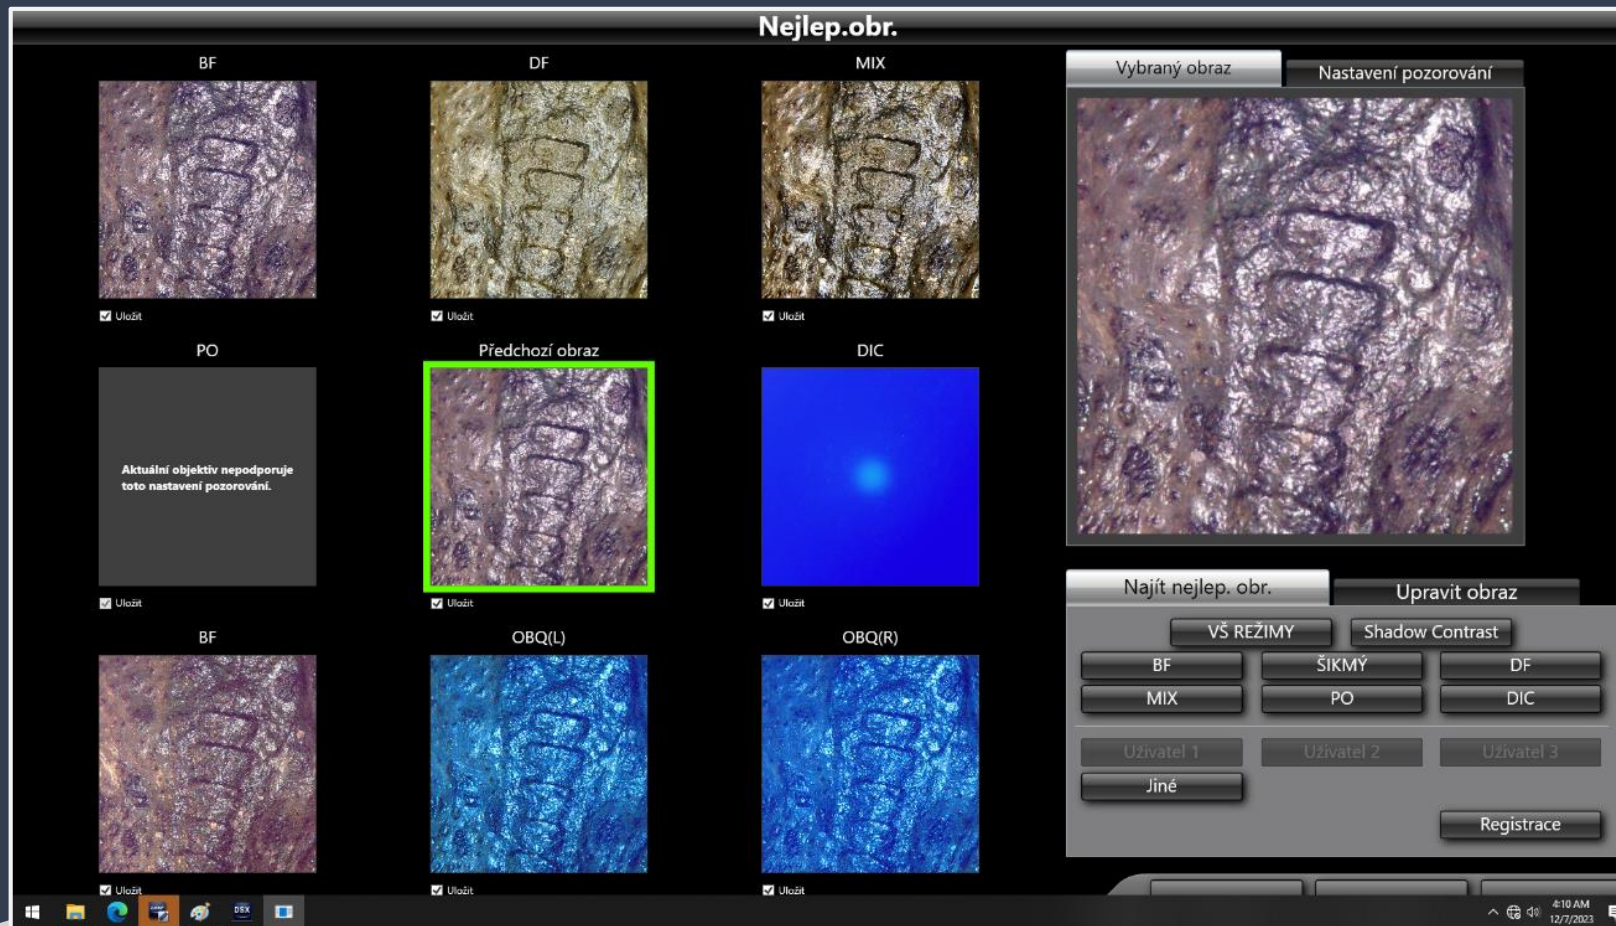 Nejlep.obr.
BF
DF
MIX
Uložit
Uložit
Uložit
PO
Předchozí obraz
DIC
Aktuální objektiv nepodporuje
toto nastavení pozorování.
Uložit
Uložit
Uložit
BF
OBQ(L)
OBQ(R)
Uložit
Uložit
Uložit
Vybraný obraz
Nastavení pozorování
Najít nejlep. obr.
Upravit obraz
VŠ REŽIMY
Shadow Contrast
BF
ŠIKMÝ
DF
MIX
PO
DIC
Uživatel 1
Uživatel 2
Uživatel 3
Jiné
Registrace
DSX
4:10 AM
12/7/2023